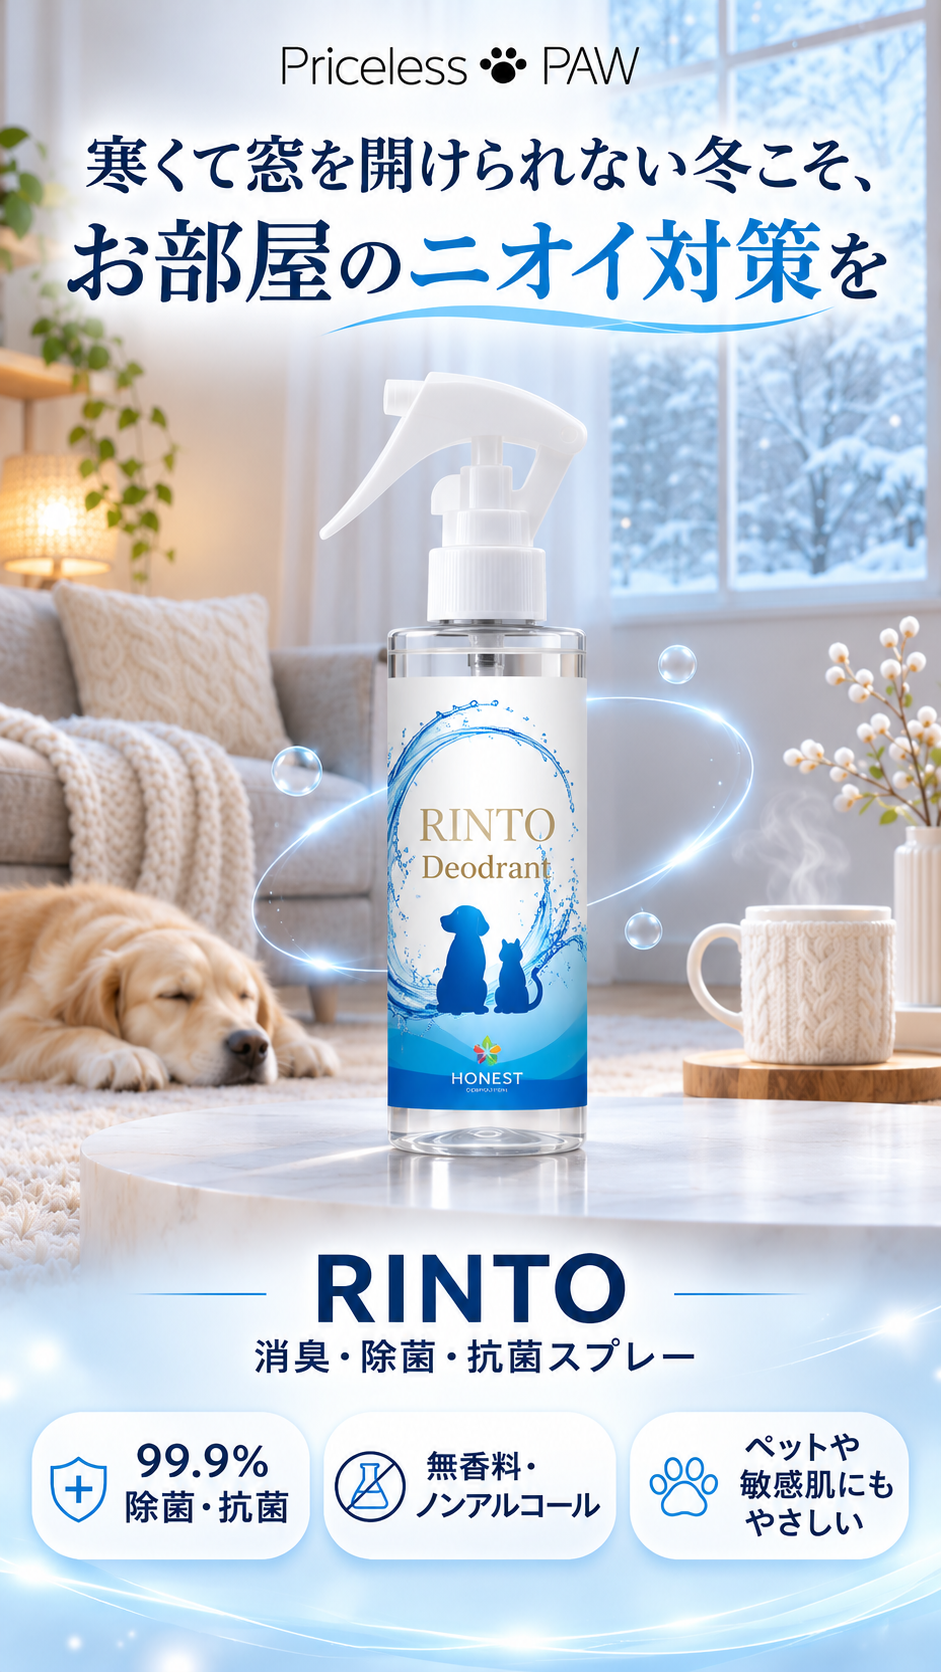 Priceless PAW
寒くて窓を開けられない冬こそ、
お部屋のニオイ対策を
RINTO
Deodrant
HONEST
RINTO
消臭・除菌・抗菌スプレー
99.9%
除菌・抗菌
無香料・
ノンアルコール
ペットや
敏感肌にも
やさしい